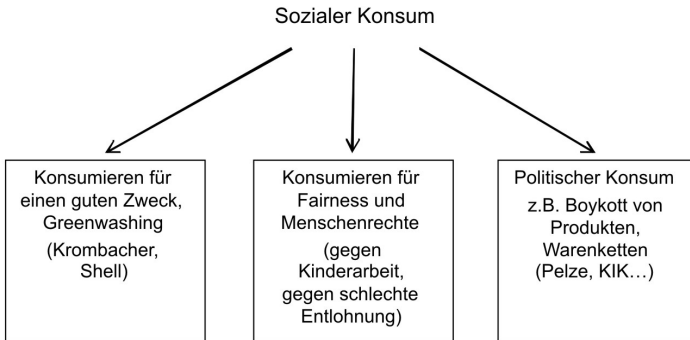 Sozialer Konsum
Konsumieren für
einen guten Zweck,
Greenwashing
(Krombacher,
Shell)
Konsumieren für
Fairness und
Menschenrechte
(gegen
Kinderarbeit,
gegen schlechte
Entlohnung)
Politischer Konsum
z.B. Boykott von
Produkten,
Warenketten
(Pelze, KIK…)